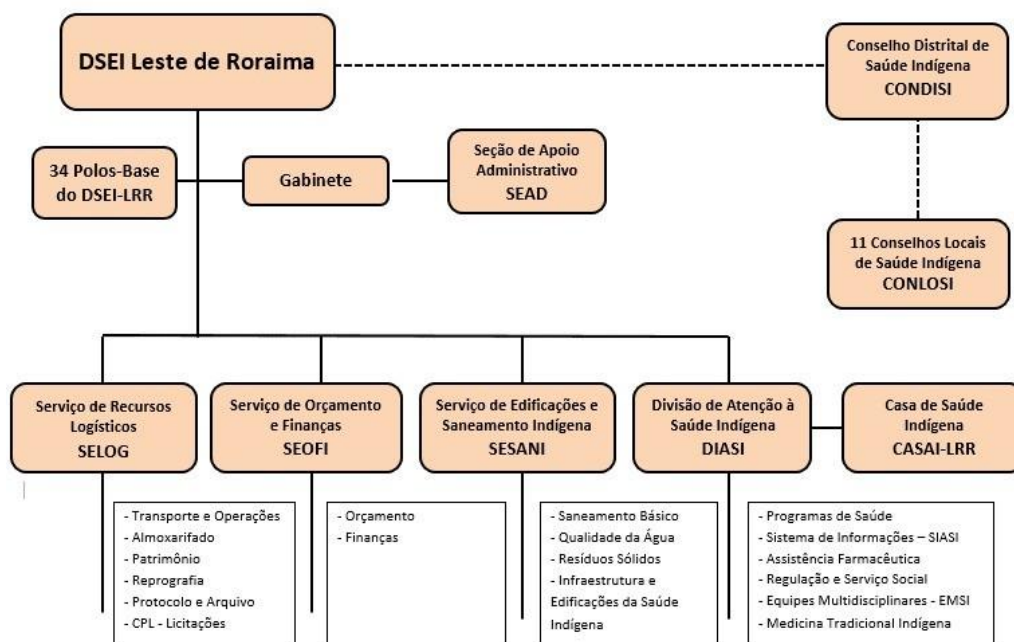 DSEI Leste de Roraima
Conselho Distrital de
Saúde Indígena
CONDISI
34 Polos-Base
do DSEI-LRR
Gabinete
Seção de Apoio
Administrativo
SEAD
11 Conselhos Locais
de Saúde Indígena
CONLOSI
Serviço de Recursos
Logísticos
SELOG
Serviço de Orçamento
e Finanças
SEOFI
Serviço de Edificações e
Saneamento Indígena
SESANI
Divisão de Atenção à
Saúde Indígena
DIASI
Casa de Saúde
Indígena
CASAI-LRR
- Transporte e Operações
- Almoxarifado
- Patrimônio
- Reprografia
- Protocolo e Arquivo
- CPL - Licitações
- Orçamento
- Finanças
- Saneamento Básico
- Qualidade da Água
- Resíduos Sólidos
- Infraestrutura e
Edificações da Saúde
Indígena
- Programas de Saúde
- Sistema de Informações – SIASI
- Assistência Farmacêutica
- Regulação e Serviço Social
- Equipes Multidisciplinares - EMSI
- Medicina Tradicional Indígena